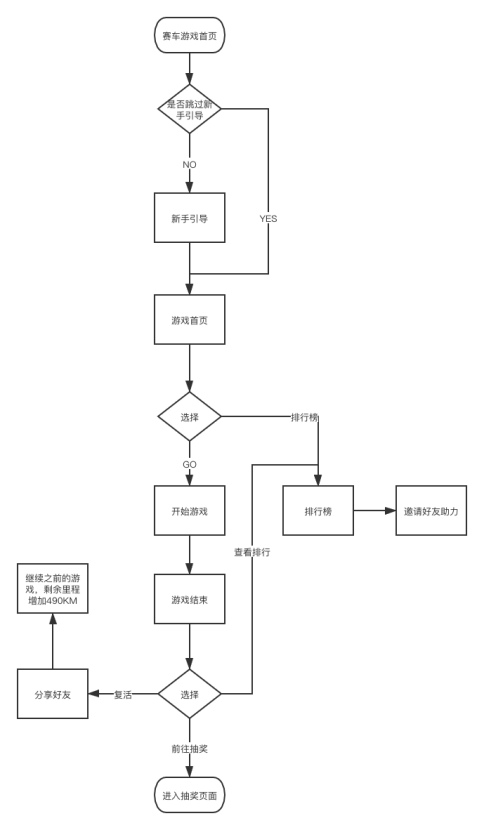 赛车游戏首页
是否跳过新
手引导
NO
YES
新手引导
游戏首页
选择
排行榜
GO
开始游戏
排行榜
邀请好友助力
查看排行
继续之前的游
戏，剩余里程
增加490KM
游戏结束
分享好友
复活
选择
前往抽奖
进入抽奖页面